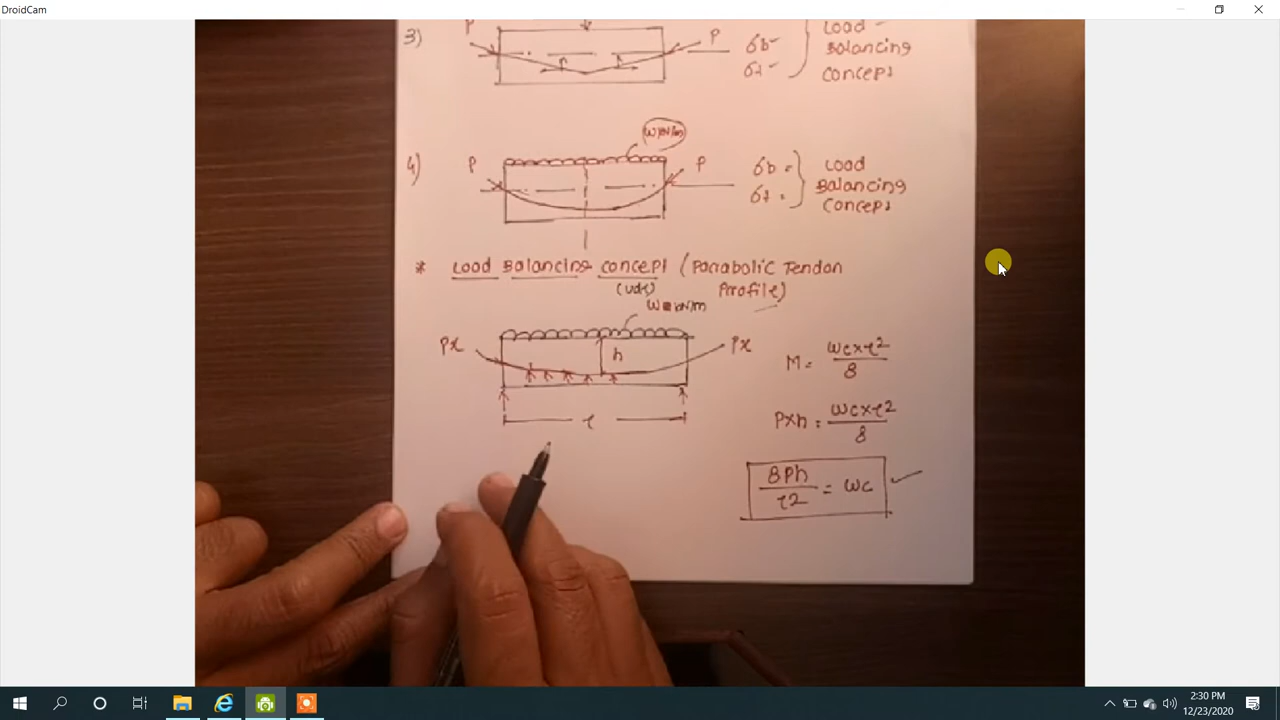 DroidCam
3)
P
P
σb =
σt =
Load
Balancing
concept
4)
P
w kN/m
P
σb =
σt =
Load
Balancing
concept
* Load Balancing concept (Parabolic Tendon
Profile)
(Udl)
w kN/m
Px
h
Px
l
M = wc×l2/8
P×h = wc×l2/8
8Ph/l2 = wc
2:30 PM
12/23/2020